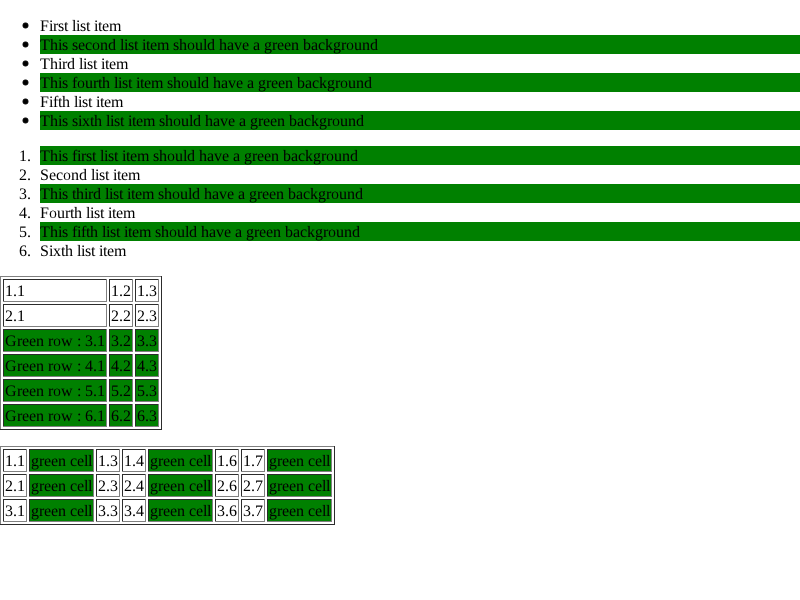 First list item
This second list item should have a green background
Third list item
This fourth list item should have a green background
Fifth list item
This sixth list item should have a green background
1. This first list item should have a green background
2. Second list item
3. This third list item should have a green background
4. Fourth list item
5. This fifth list item should have a green background
6. Sixth list item
1.1 1.2 1.3
2.1 2.2 2.3
Green row : 3.1 3.2 3.3
Green row : 4.1 4.2 4.3
Green row : 5.1 5.2 5.3
Green row : 6.1 6.2 6.3
1.1 green cell 1.3 1.4 green cell 1.6 1.7 green cell
2.1 green cell 2.3 2.4 green cell 2.6 2.7 green cell
3.1 green cell 3.3 3.4 green cell 3.6 3.7 green cell